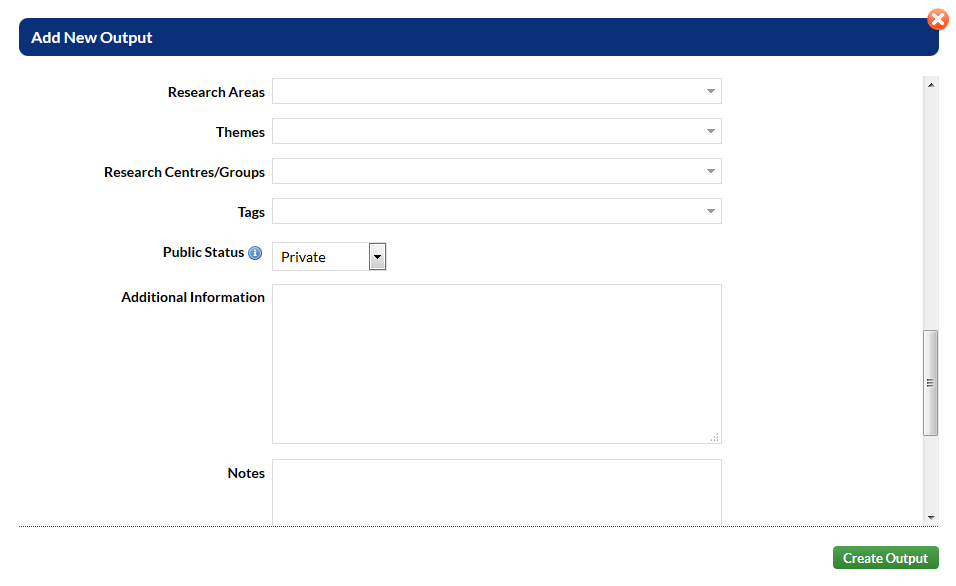 Add New Output
Research Areas
Themes
Research Centres/Groups
Tags
Public Status
Private
Additional Information
Notes
Create Output